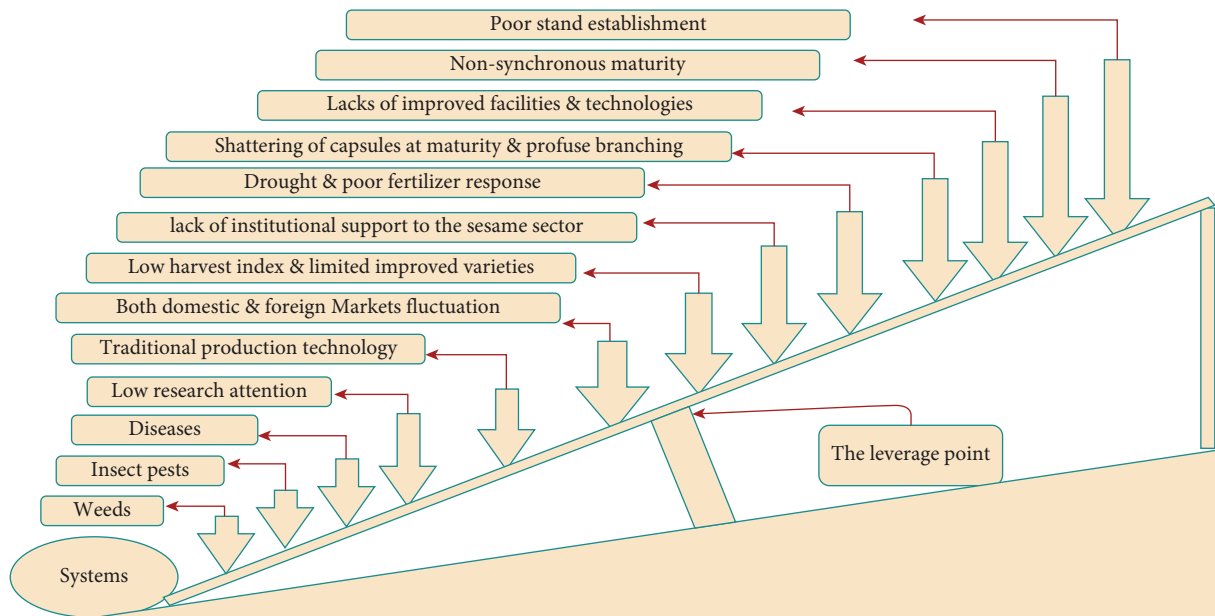 Poor stand establishment
Non-synchronous maturity
Lacks of improved facilities & technologies
Shattering of capsules at maturity & profuse branching
Drought & poor fertilizer response
lack of institutional support to the sesame sector
Low harvest index & limited improved varieties
Both domestic & foreign Markets fluctuation
Traditional production technology
Low research attention
Diseases
The leverage point
Insect pests
Weeds
Systems